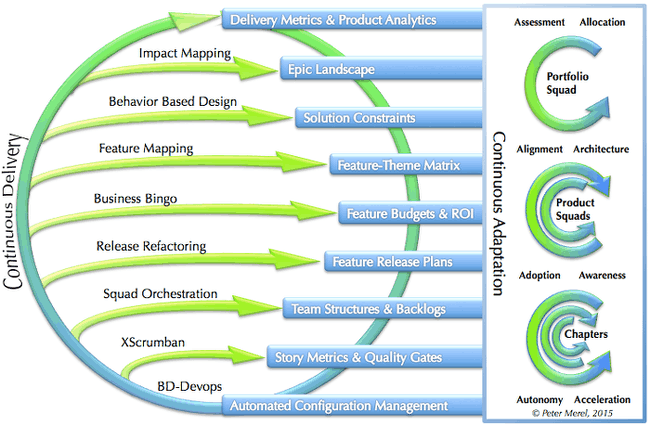 Delivery Metrics & Product Analytics
Impact Mapping
Epic Landscape
Behavior Based Design
Solution Constraints
Feature Mapping
Feature-Theme Matrix
Business Bingo
Feature Budgets & ROI
Release Refactoring
Feature Release Plans
Squad Orchestration
Team Structures & Backlogs
XScrumban
Story Metrics & Quality Gates
BD-Devops
Automated Configuration Management
Continuous Delivery
Continuous Adaptation
Assessment Allocation
Portfolio
Squad
Alignment Architecture
Product
Squads
Adoption Awareness
Chapters
Autonomy Acceleration
© Peter Merel, 2015